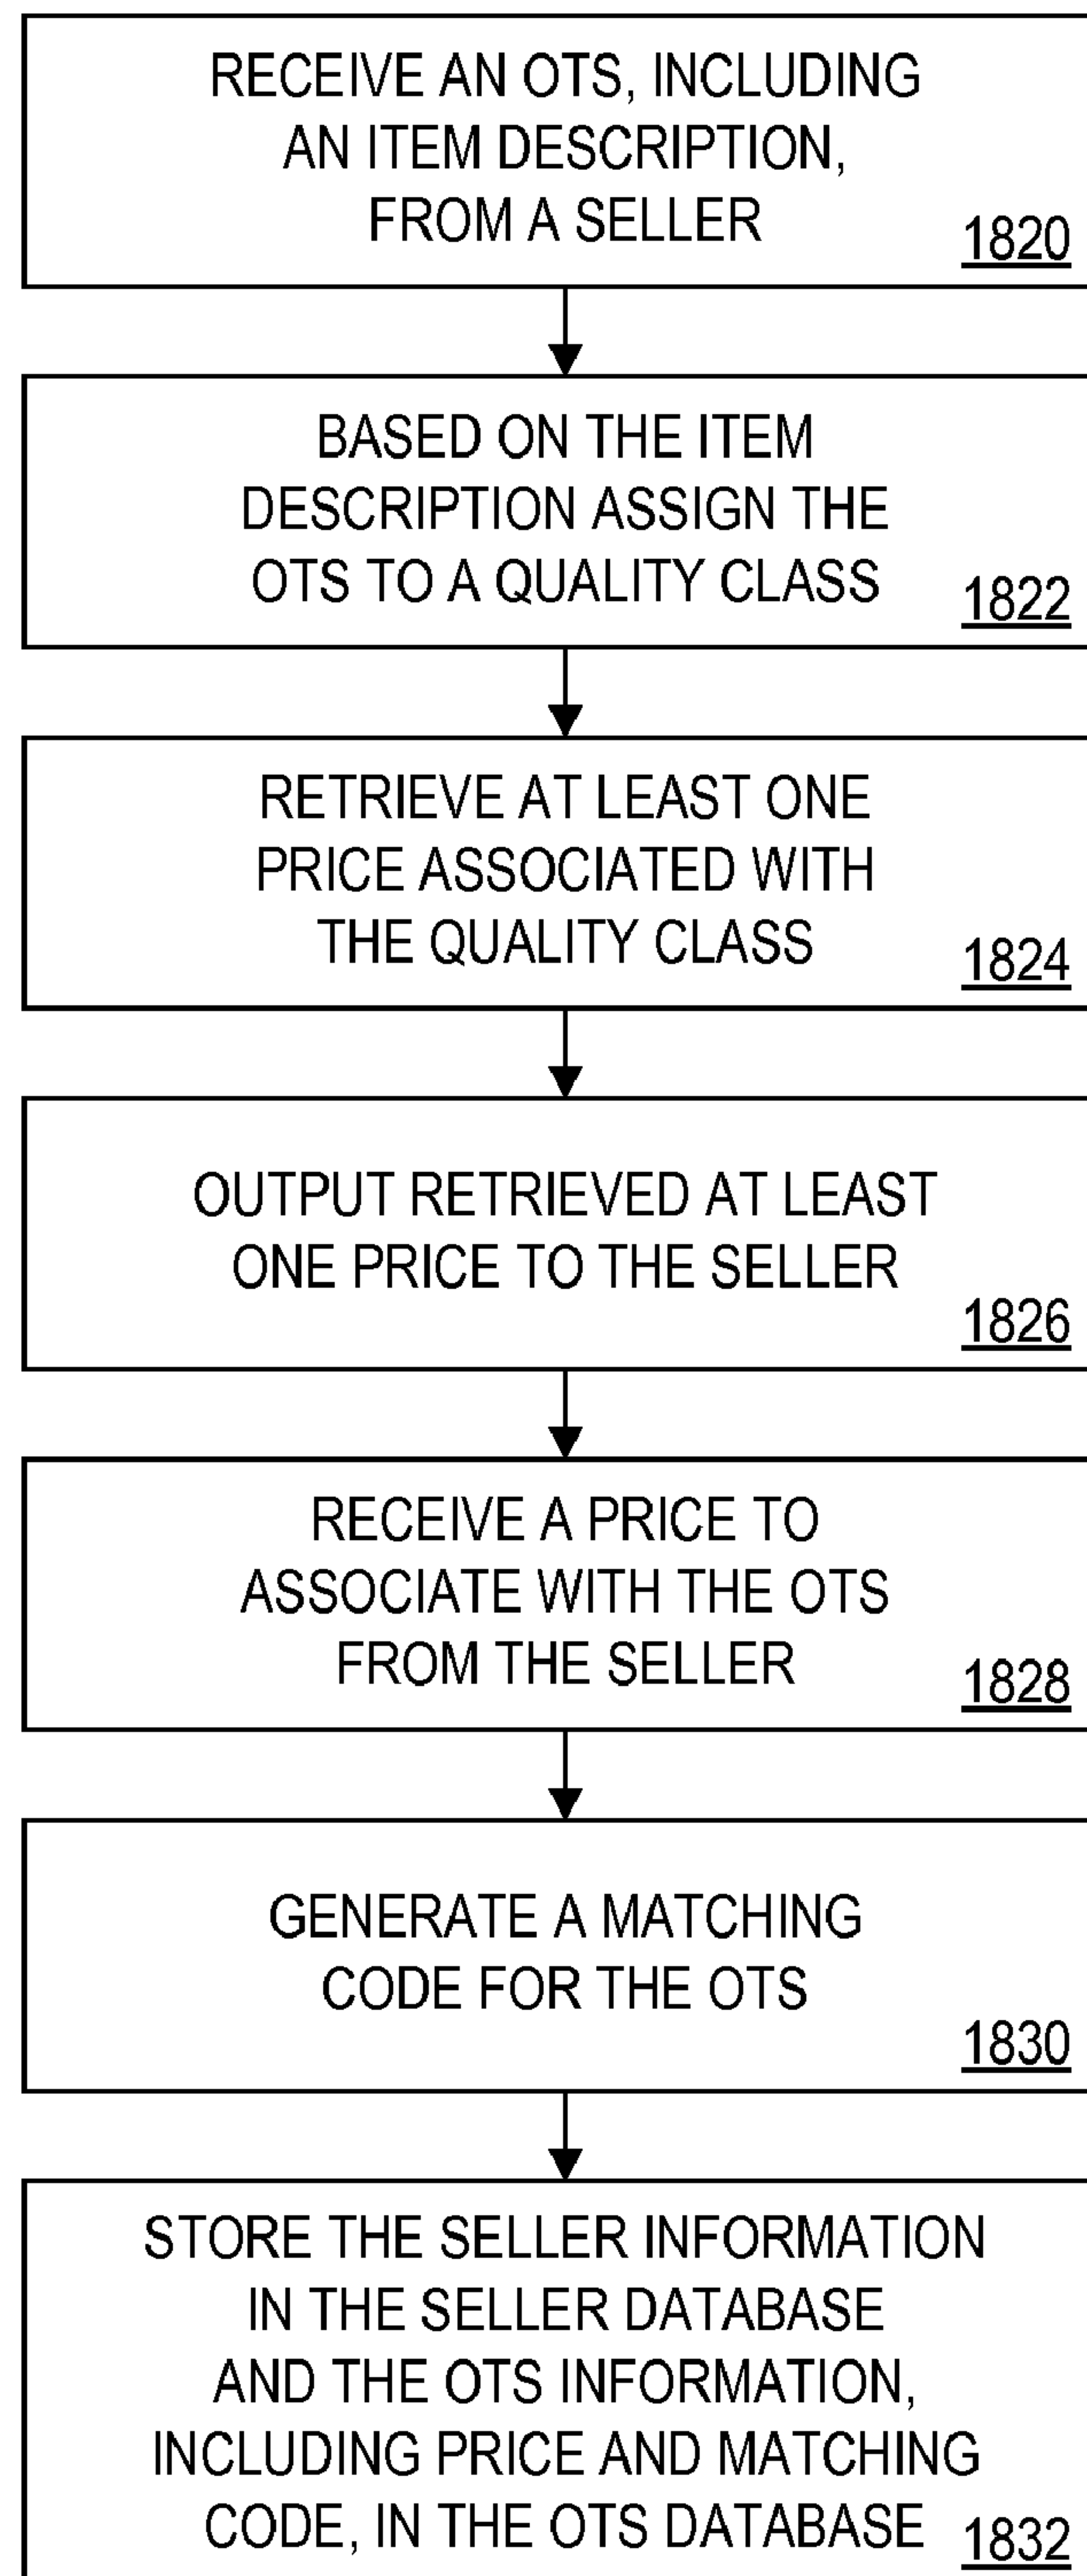 RECEIVE AN OTS, INCLUDING
AN ITEM DESCRIPTION,
FROM A SELLER
1820
BASED ON THE ITEM
DESCRIPTION ASSIGN THE
OTS TO A QUALITY CLASS
1822
RETRIEVE AT LEAST ONE
PRICE ASSOCIATED WITH
THE QUALITY CLASS
1824
OUTPUT RETRIEVED AT LEAST
ONE PRICE TO THE SELLER
1826
RECEIVE A PRICE TO
ASSOCIATE WITH THE OTS
FROM THE SELLER
1828
GENERATE A MATCHING
CODE FOR THE OTS
1830
STORE THE SELLER INFORMATION
IN THE SELLER DATABASE
AND THE OTS INFORMATION,
INCLUDING PRICE AND MATCHING
CODE, IN THE OTS DATABASE
1832